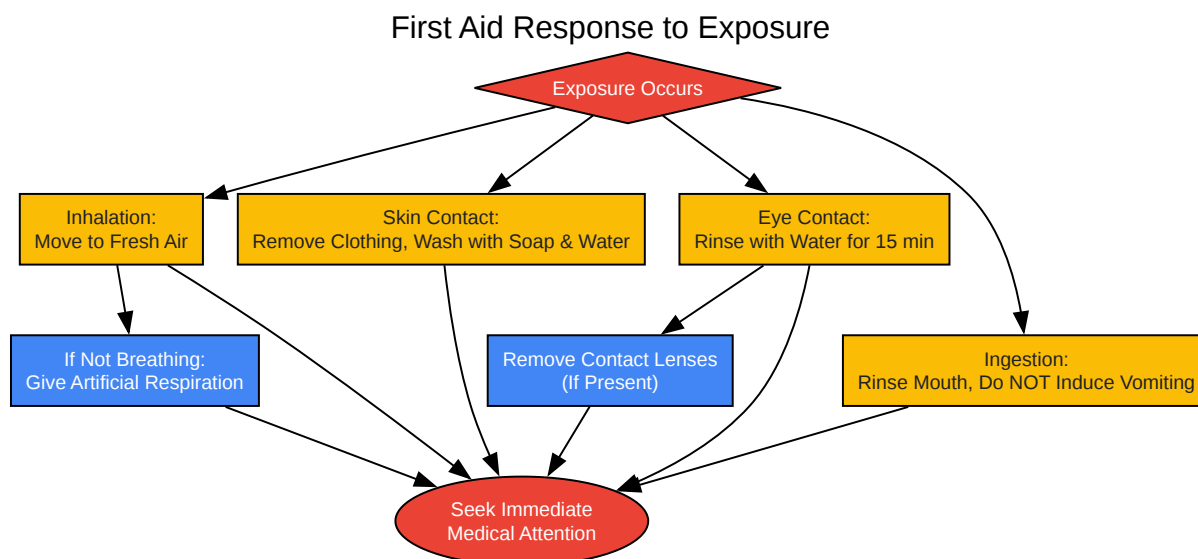 First Aid Response to Exposure
Exposure Occurs
Inhalation:
Move to Fresh Air
Skin Contact:
Remove Clothing, Wash with Soap & Water
Eye Contact:
Rinse with Water for 15 min
If Not Breathing:
Give Artificial Respiration
Remove Contact Lenses
(If Present)
Ingestion:
Rinse Mouth, Do NOT Induce Vomiting
Seek Immediate
Medical Attention